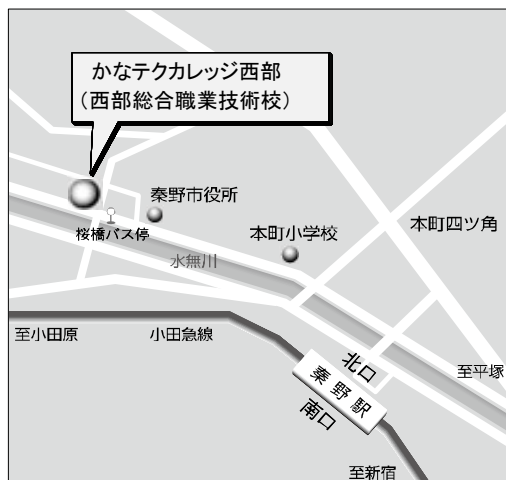 かなテクカレッジ西部
（西部総合職業技術校）
秦野市役所
桜橋バス停
本町小学校
本町四ツ角
水無川
至小田原
小田急線
北口
至平塚
秦野駅
南口
至新宿